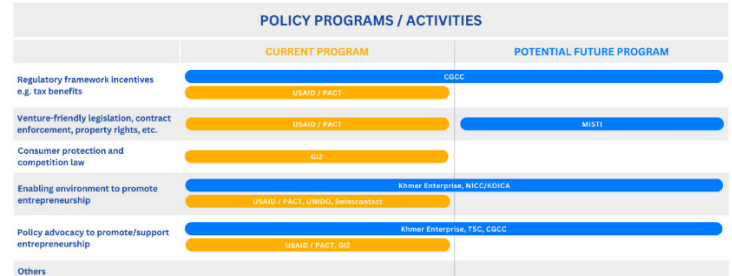 POLICY PROGRAMS / ACTIVITIES
CURRENT PROGRAM
POTENTIAL FUTURE PROGRAM
Regulatory framework incentives
e.g. tax benefits
CGCC
USAID / PACT
Venture-friendly legislation, contract
enforcement, property rights, etc.
USAID / PACT
MISTI
Consumer protection and
competition law
GIZ
Enabling environment to promote
entrepreneurship
Khmer Enterprise, NICC/KOICA
USAID / PACT, UNIDO, Swisscontact
Policy advocacy to promote/support
entrepreneurship
Khmer Enterprise, TSC, CGCC
USAID / PACT, GIZ
Others